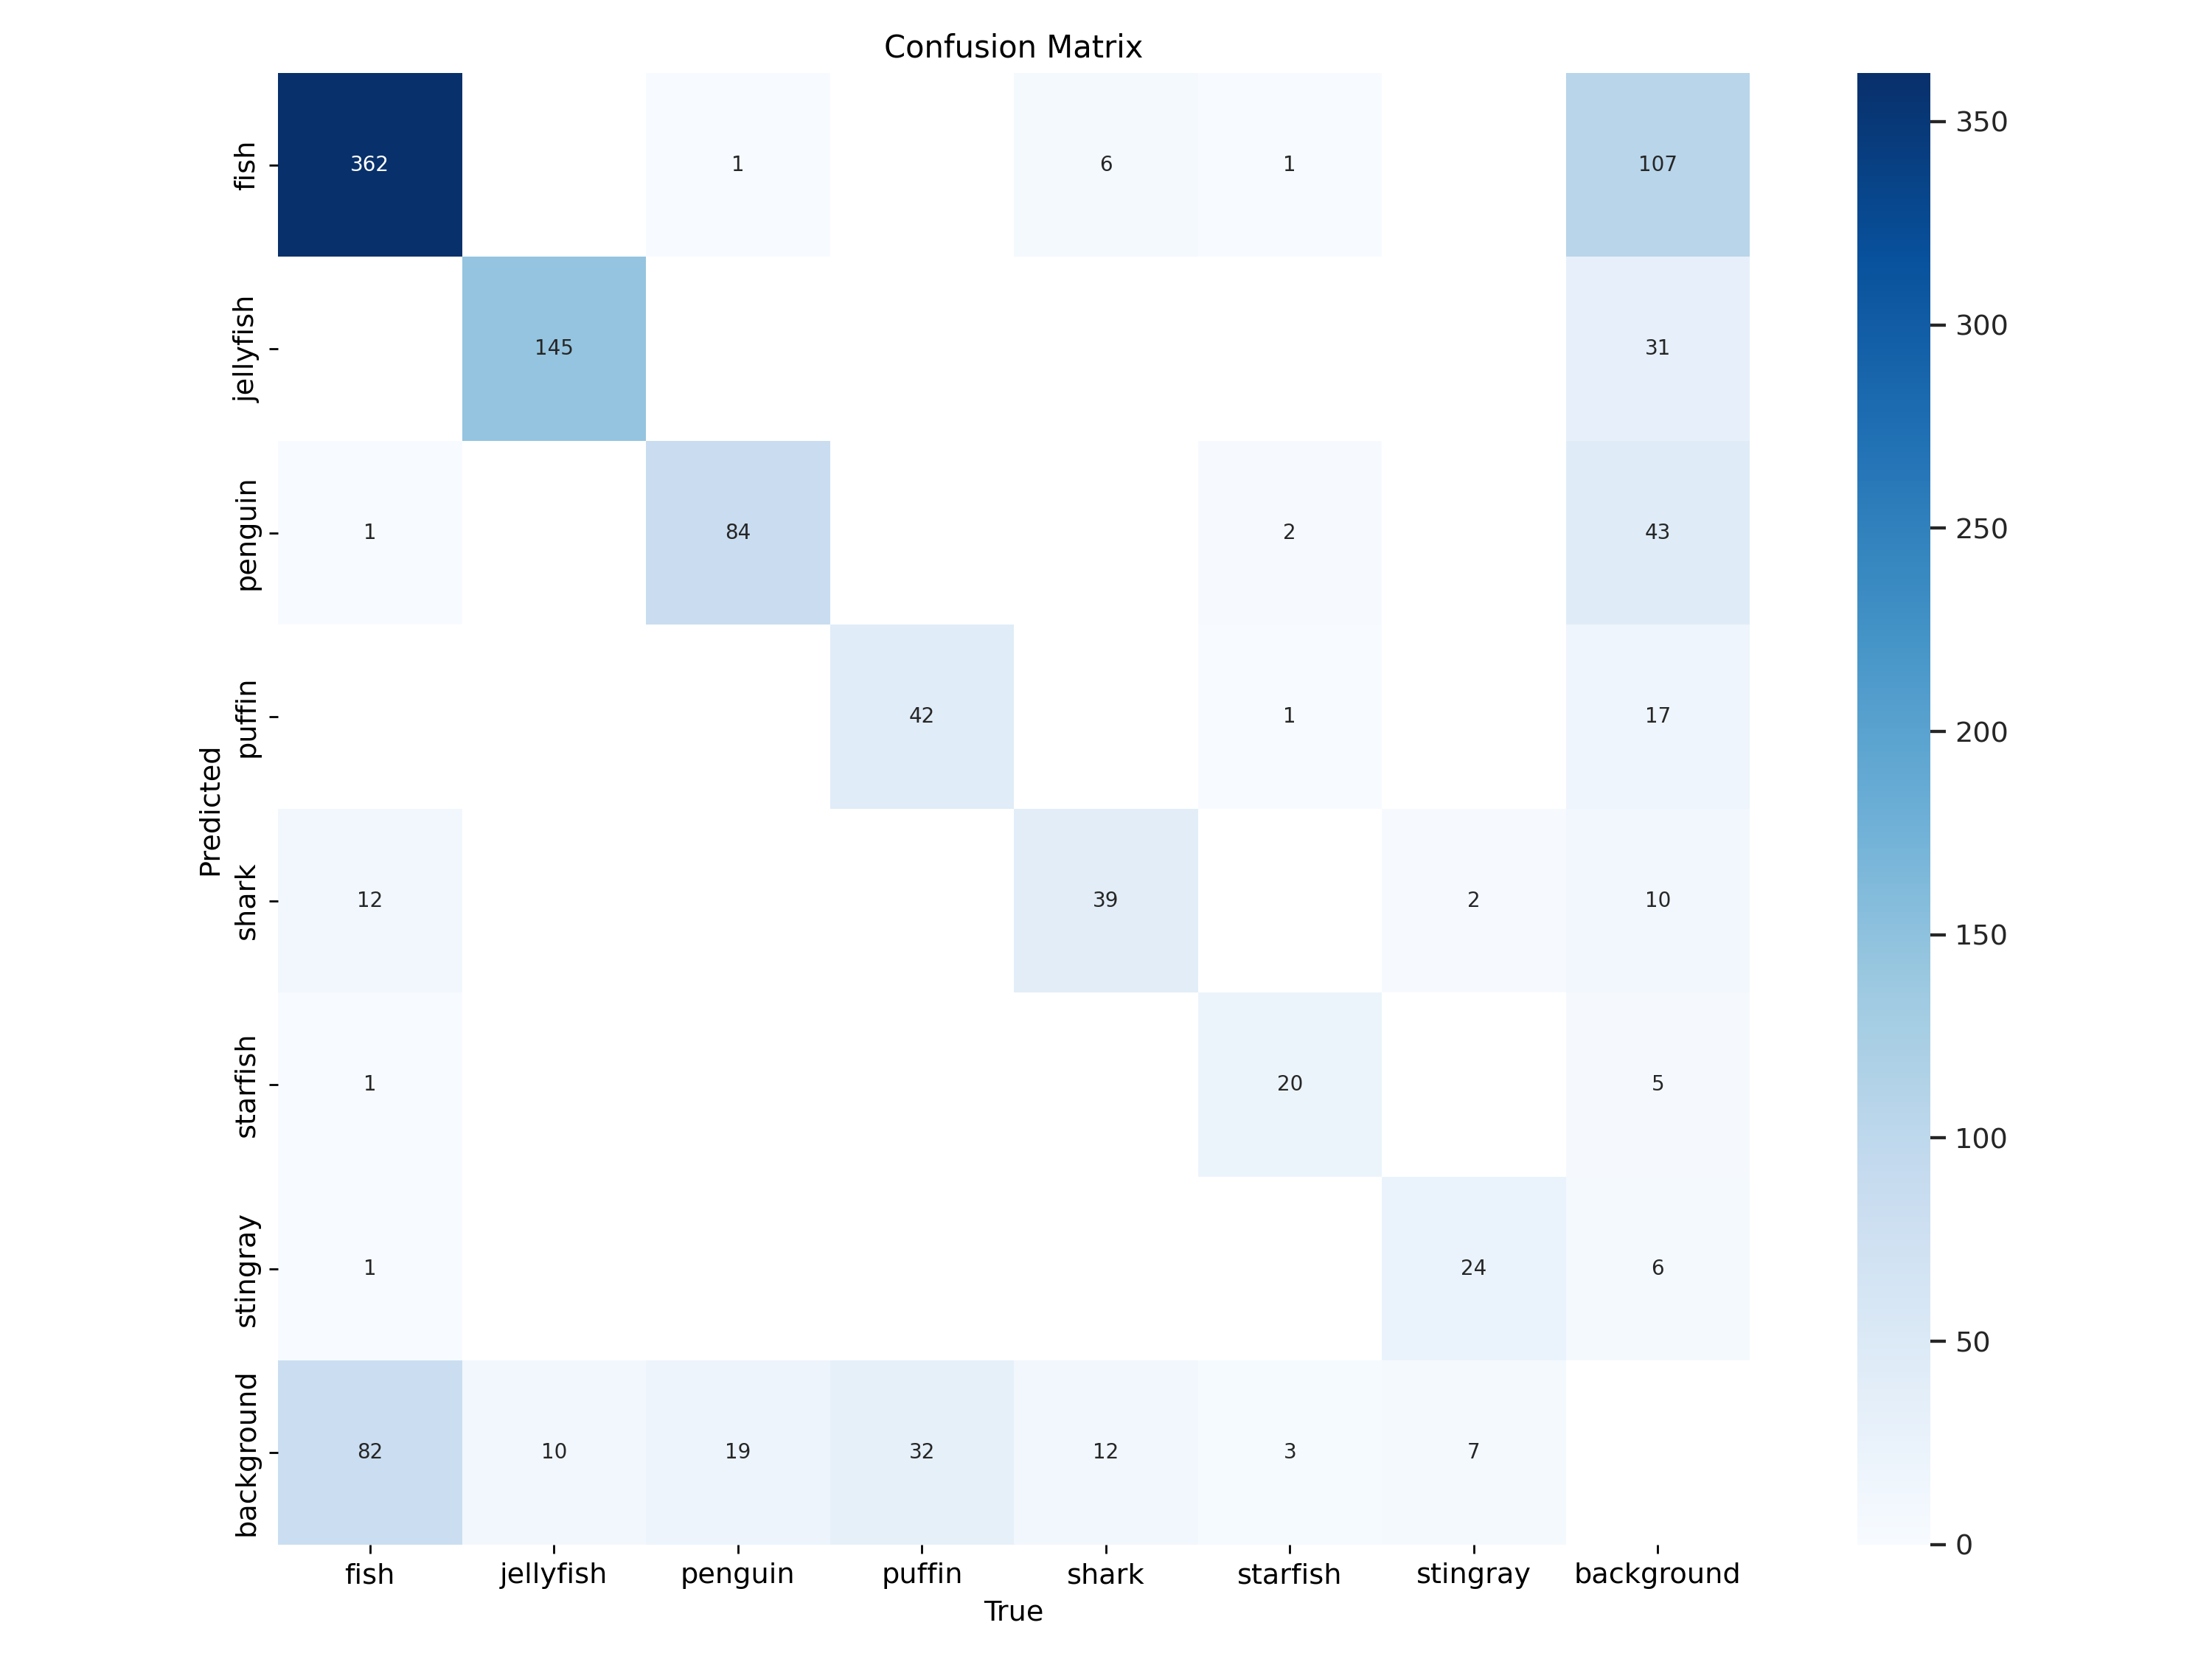 Confusion Matrix
fish 362 1 6 1 107
jellyfish 145 31
penguin 1 84 2 43
puffin 42 1 17
shark 12 39 2 10
starfish 1 20 5
stingray 1 24 6
background 82 10 19 32 12 3 7
Predicted
fish jellyfish penguin puffin shark starfish stingray background
True
350
300
250
200
150
100
50
0